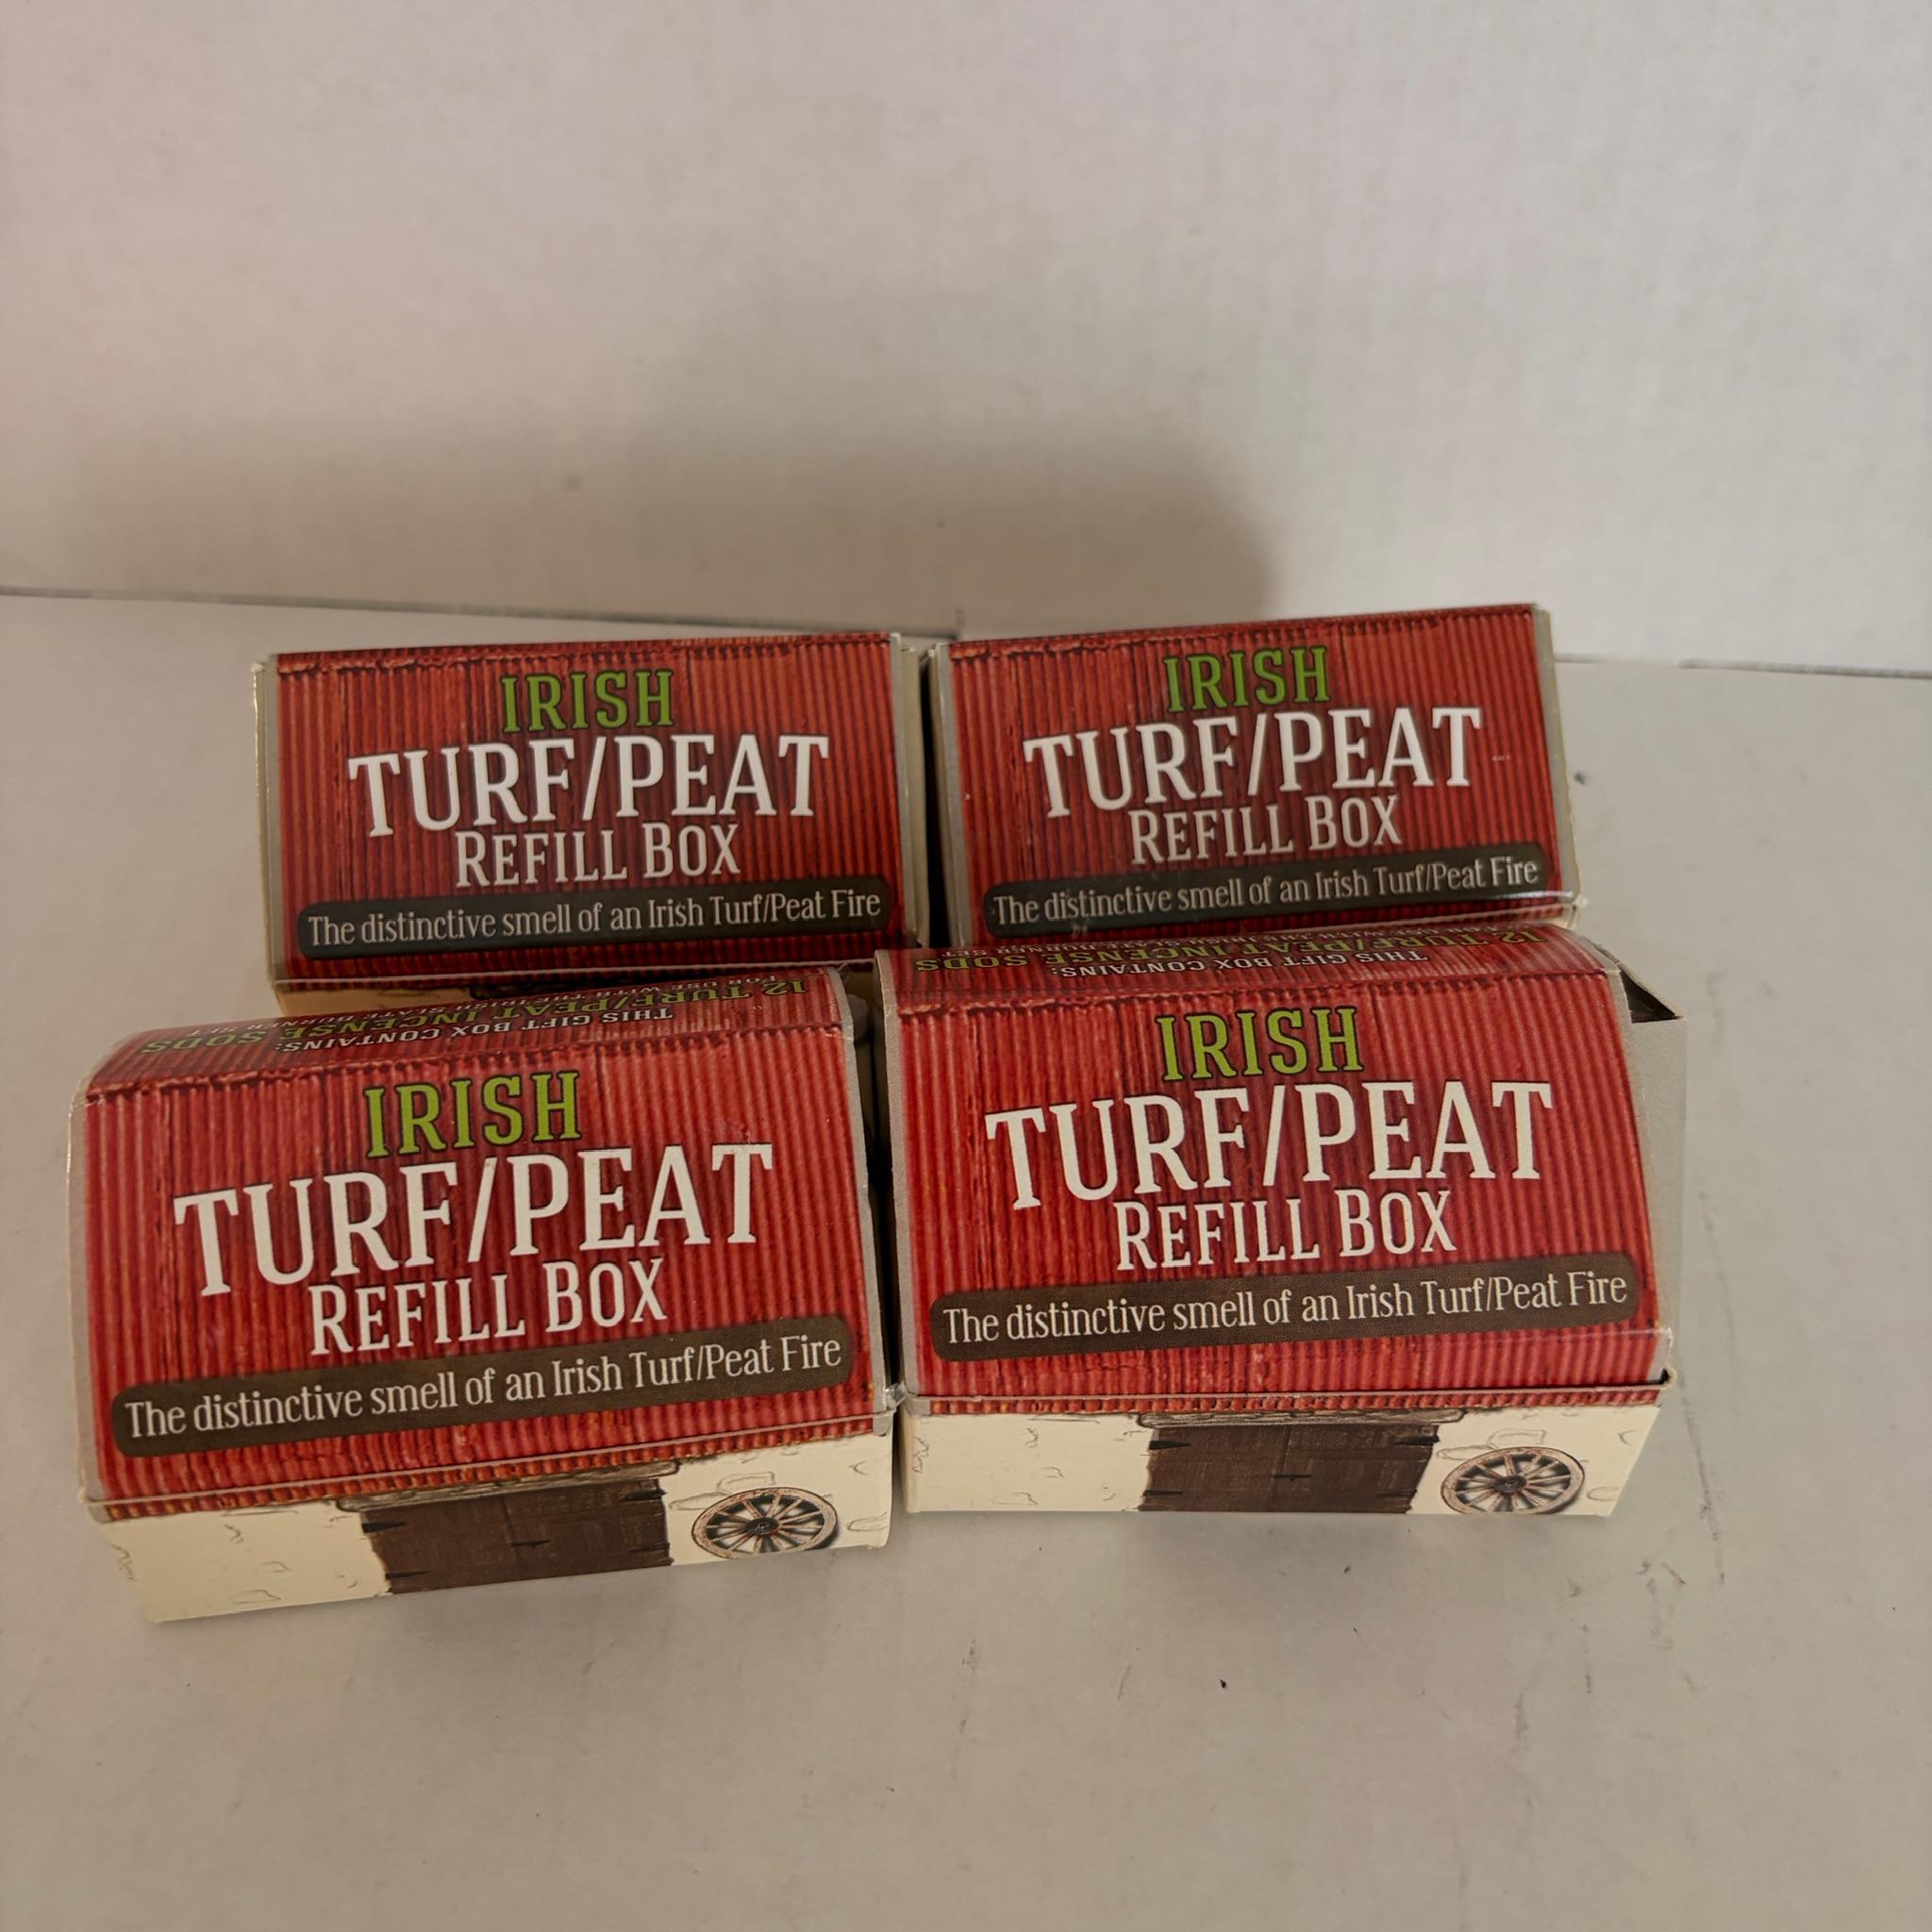 IRISH
TURF/PEAT
REFILL BOX
The distinctive smell of an Irish Turf/Peat Fire
IRISH
TURF/PEAT
REFILL BOX
The distinctive smell of an Irish Turf/Peat Fire
THIS GIFT BOX CONTAINS:
12 TURF/PEAT INCENSE SODS
IRISH
TURF/PEAT
REFILL BOX
The distinctive smell of an Irish Turf/Peat Fire
THIS GIFT BOX CONTAINS:
12 TURF/PEAT INCENSE SODS
IRISH
TURF/PEAT
REFILL BOX
The distinctive smell of an Irish Turf/Peat Fire